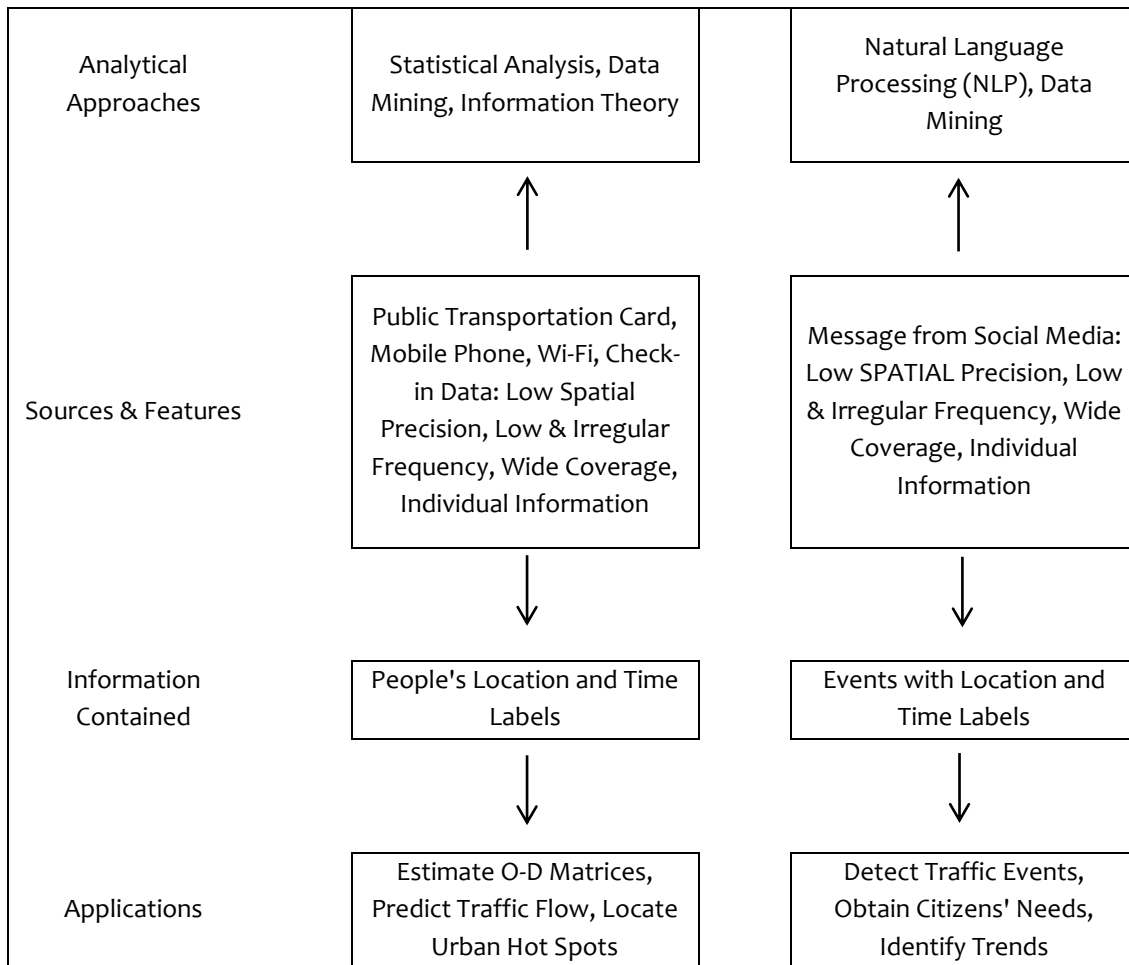 Analytical
Approaches
Statistical Analysis, Data
Mining, Information Theory
Natural Language
Processing (NLP), Data
Mining
Sources & Features
Public Transportation Card,
Mobile Phone, Wi-Fi, Check-
in Data: Low Spatial
Precision, Low & Irregular
Frequency, Wide Coverage,
Individual Information
Message from Social Media:
Low SPATIAL Precision, Low
& Irregular Frequency, Wide
Coverage, Individual
Information
Information
Contained
People's Location and Time
Labels
Events with Location and
Time Labels
Applications
Estimate O-D Matrices,
Predict Traffic Flow, Locate
Urban Hot Spots
Detect Traffic Events,
Obtain Citizens' Needs,
Identify Trends